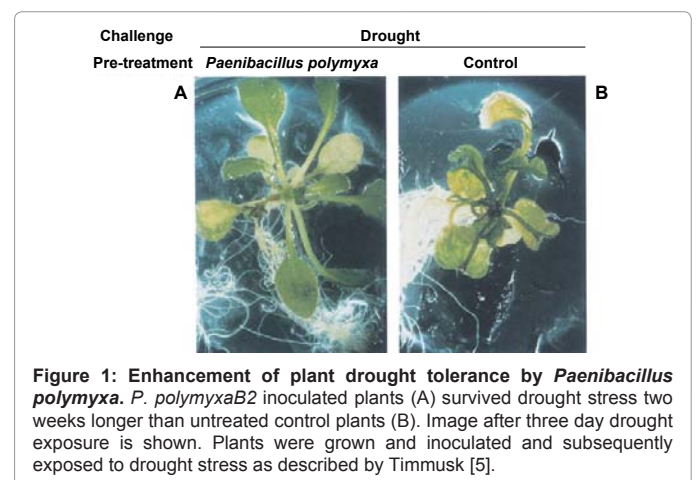 Challenge Drought
Pre-treatment Paenibacillus polymyxa Control
A B
Figure 1: Enhancement of plant drought tolerance by Paenibacillus
polymyxa. P. polymyxaB2 inoculated plants (A) survived drought stress two
weeks longer than untreated control plants (B). Image after three day drought
exposure is shown. Plants were grown and inoculated and subsequently
exposed to drought stress as described by Timmusk [5].